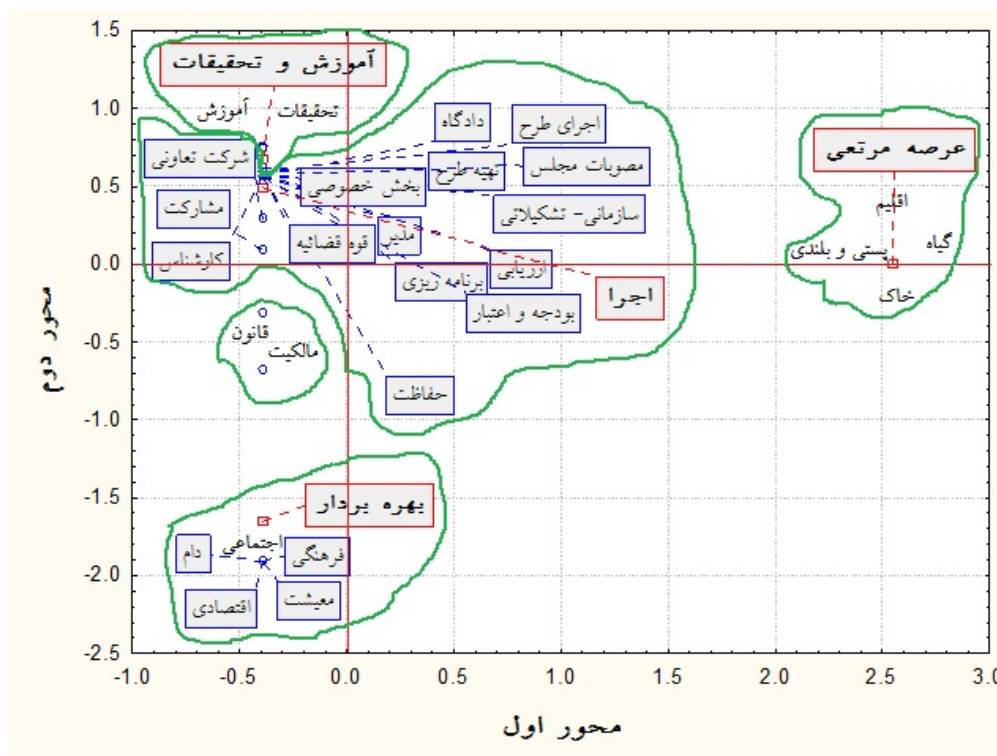 1.5
آموزش و تحقیقات
آموزش
تحقیقات
1.0
دادگاه
اجرای طرح
عرصه مرتعی
شرکت تعاونی
تهیه طرح
مصوبات مجلس
0.5
بخش خصوصی
مشارکت
سازمانی- تشکیلاتی
اقلیم
کارشناس
قوه قضائیه
مدیر
گیاه
پستی و بلندی
0.0
برنامه ریزی
ارزیابی
اجرا
خاک
بودجه و اعتبار
قانون
مالکیت
-0.5
محور دوم
حفاظت
-1.0
-1.5
بهره بردار
اجتماعی
دام
فرهنگی
-2.0
اقتصادی
معیشت
-2.5
-1.0 -0.5 0.0 0.5 1.0 1.5 2.0 2.5 3.0
محور اول